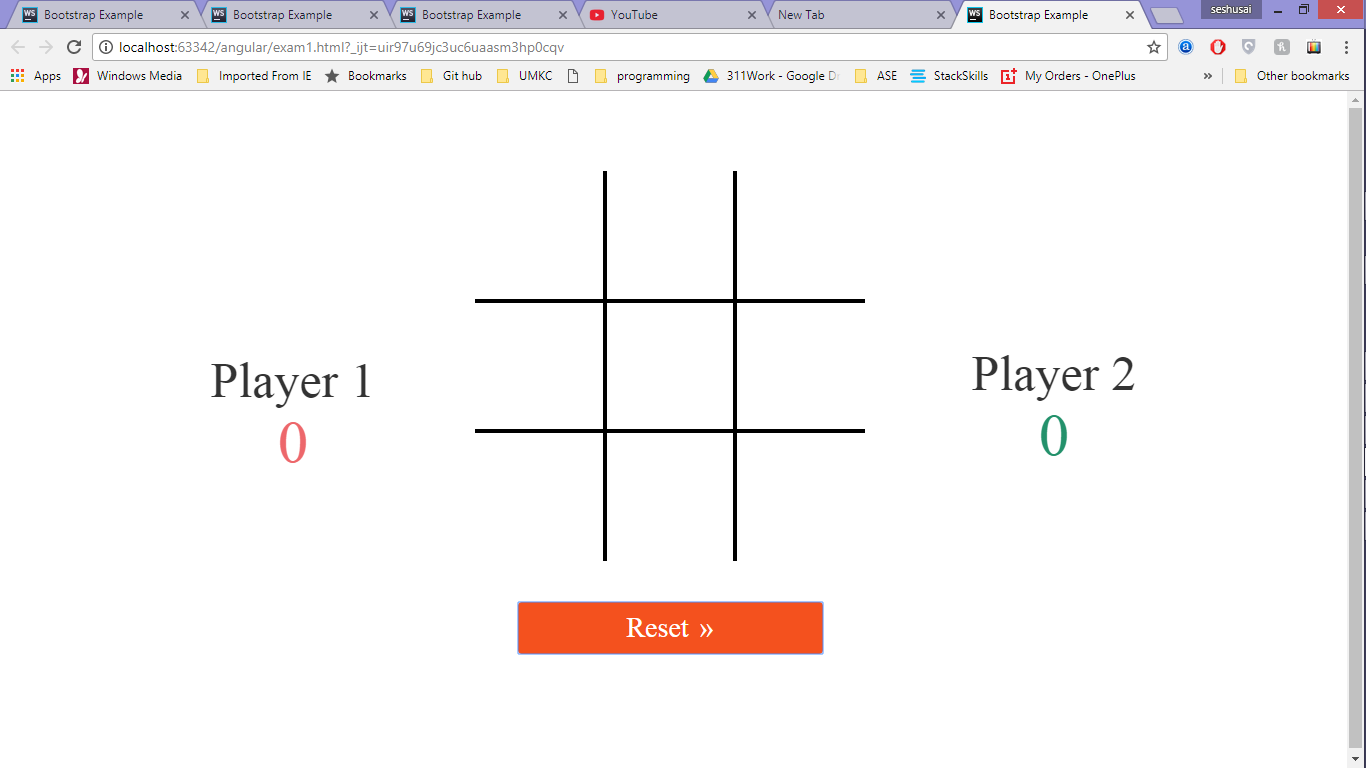 Bootstrap Example Bootstrap Example Bootstrap Example YouTube New Tab Bootstrap Example seshusai
localhost:63342/angular/exam1.html?_ijt=uir97u69jc3uc6uaasm3hp0cqv
Apps Windows Media Imported From IE Bookmarks Git hub UMKC programming 311Work - Google D ASE StackSkills My Orders - OnePlus » Other bookmarks
Player 1
0
Player 2
0
Reset »